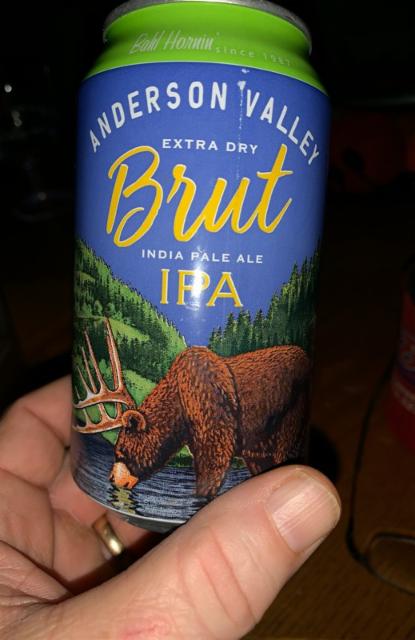 Bahl Hornin'
since 1987
ANDERSON VALLEY
EXTRA DRY
Brut
INDIA PALE ALE
IPA